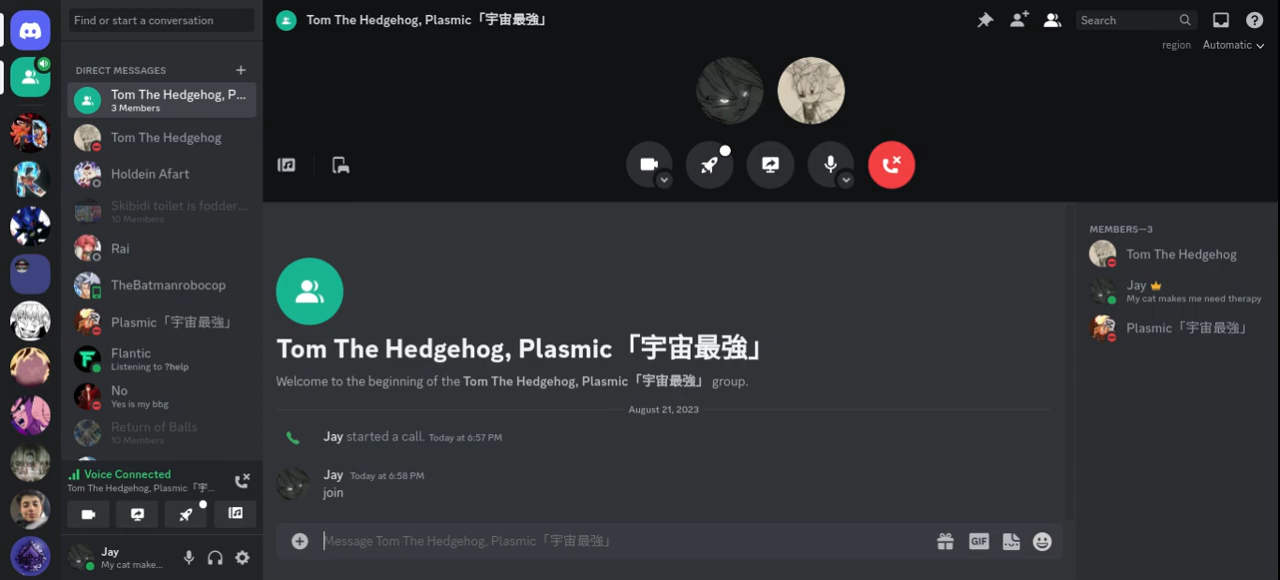 Find or start a conversation
DIRECT MESSAGES
Tom The Hedgehog, P...
3 Members
Tom The Hedgehog
Holdein Afart
Skibidi toilet is fodder...
10 Members
Rai
TheBatmanrobocop
Plasmic「宇宙最強」
Flantic
Listening to ?help
No
Yes is my bbg
Return of Balls
10 Members
Voice Connected
Tom The Hedgehog, Plasmic「宇...
Jay
My cat make...
Tom The Hedgehog, Plasmic「宇宙最強」
Search
region Automatic
Tom The Hedgehog, Plasmic「宇宙最強」
Welcome to the beginning of the Tom The Hedgehog, Plasmic「宇宙最強」 group.
August 21, 2023
Jay started a call. Today at 6:57 PM
Jay Today at 6:58 PM
join
Message Tom The Hedgehog, Plasmic「宇宙最強」
GIF
MEMBERS—3
Tom The Hedgehog
Jay
My cat makes me need therapy
Plasmic「宇宙最強」